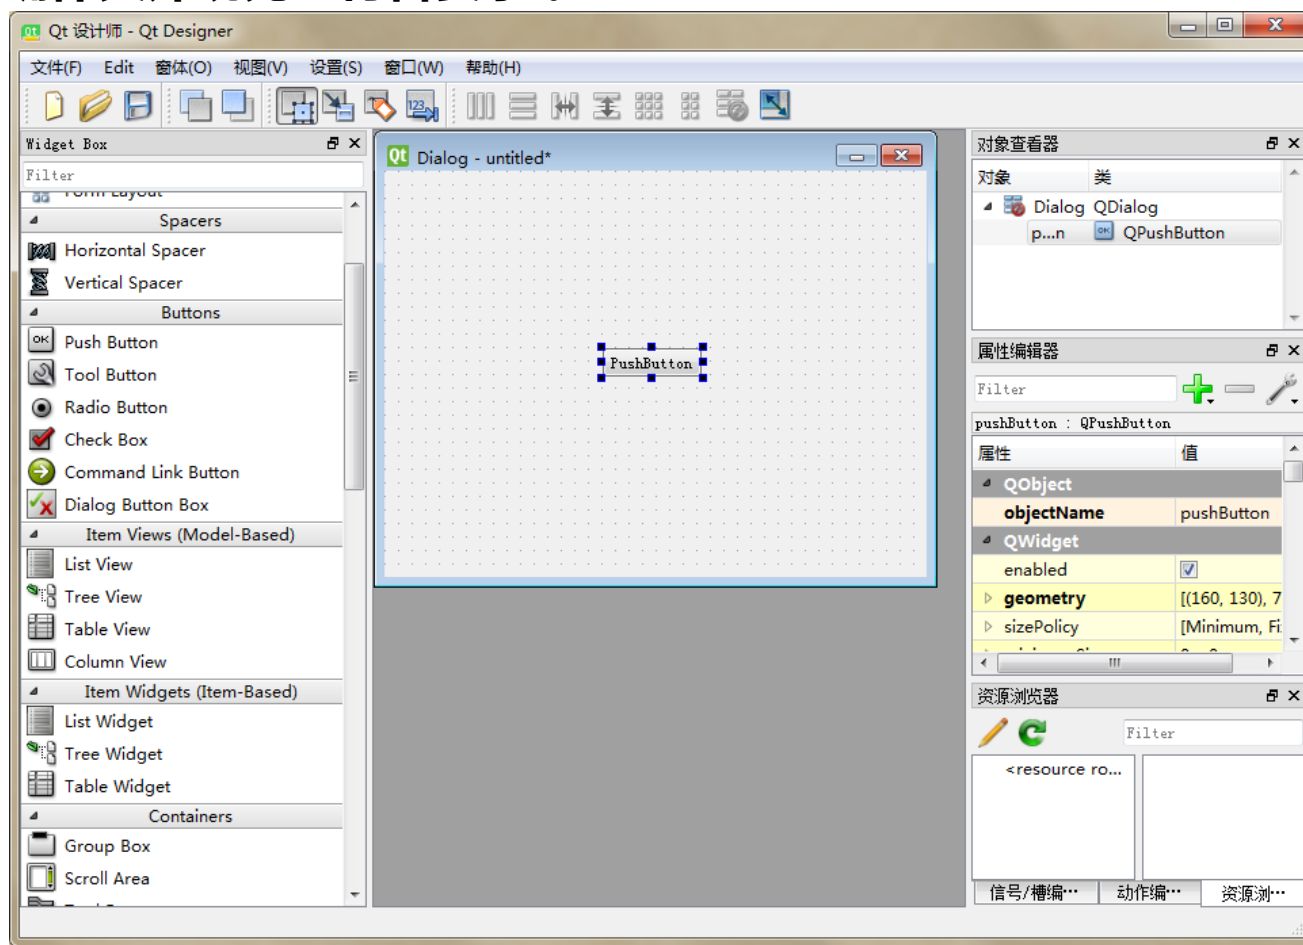 Qt 设计师 - Qt Designer
文件(F) Edit 窗体(O) 视图(V) 设置(S) 窗口(W) 帮助(H)
Widget Box
Filter
Form Layout
Spacers
Horizontal Spacer
Vertical Spacer
Buttons
Push Button
Tool Button
Radio Button
Check Box
Command Link Button
Dialog Button Box
Item Views (Model-Based)
List View
Tree View
Table View
Column View
Item Widgets (Item-Based)
List Widget
Tree Widget
Table Widget
Containers
Group Box
Scroll Area
Qt Dialog - untitled*
PushButton
对象查看器
对象 类
Dialog QDialog
p...n QPushButton
属性编辑器
Filter
pushButton : QPushButton
属性 值
QObject
objectName pushButton
QWidget
enabled
geometry [(160, 130), 7
sizePolicy [Minimum, Fi
资源浏览器
Filter
<resource ro...
信号/槽编… 动作编… 资源浏…